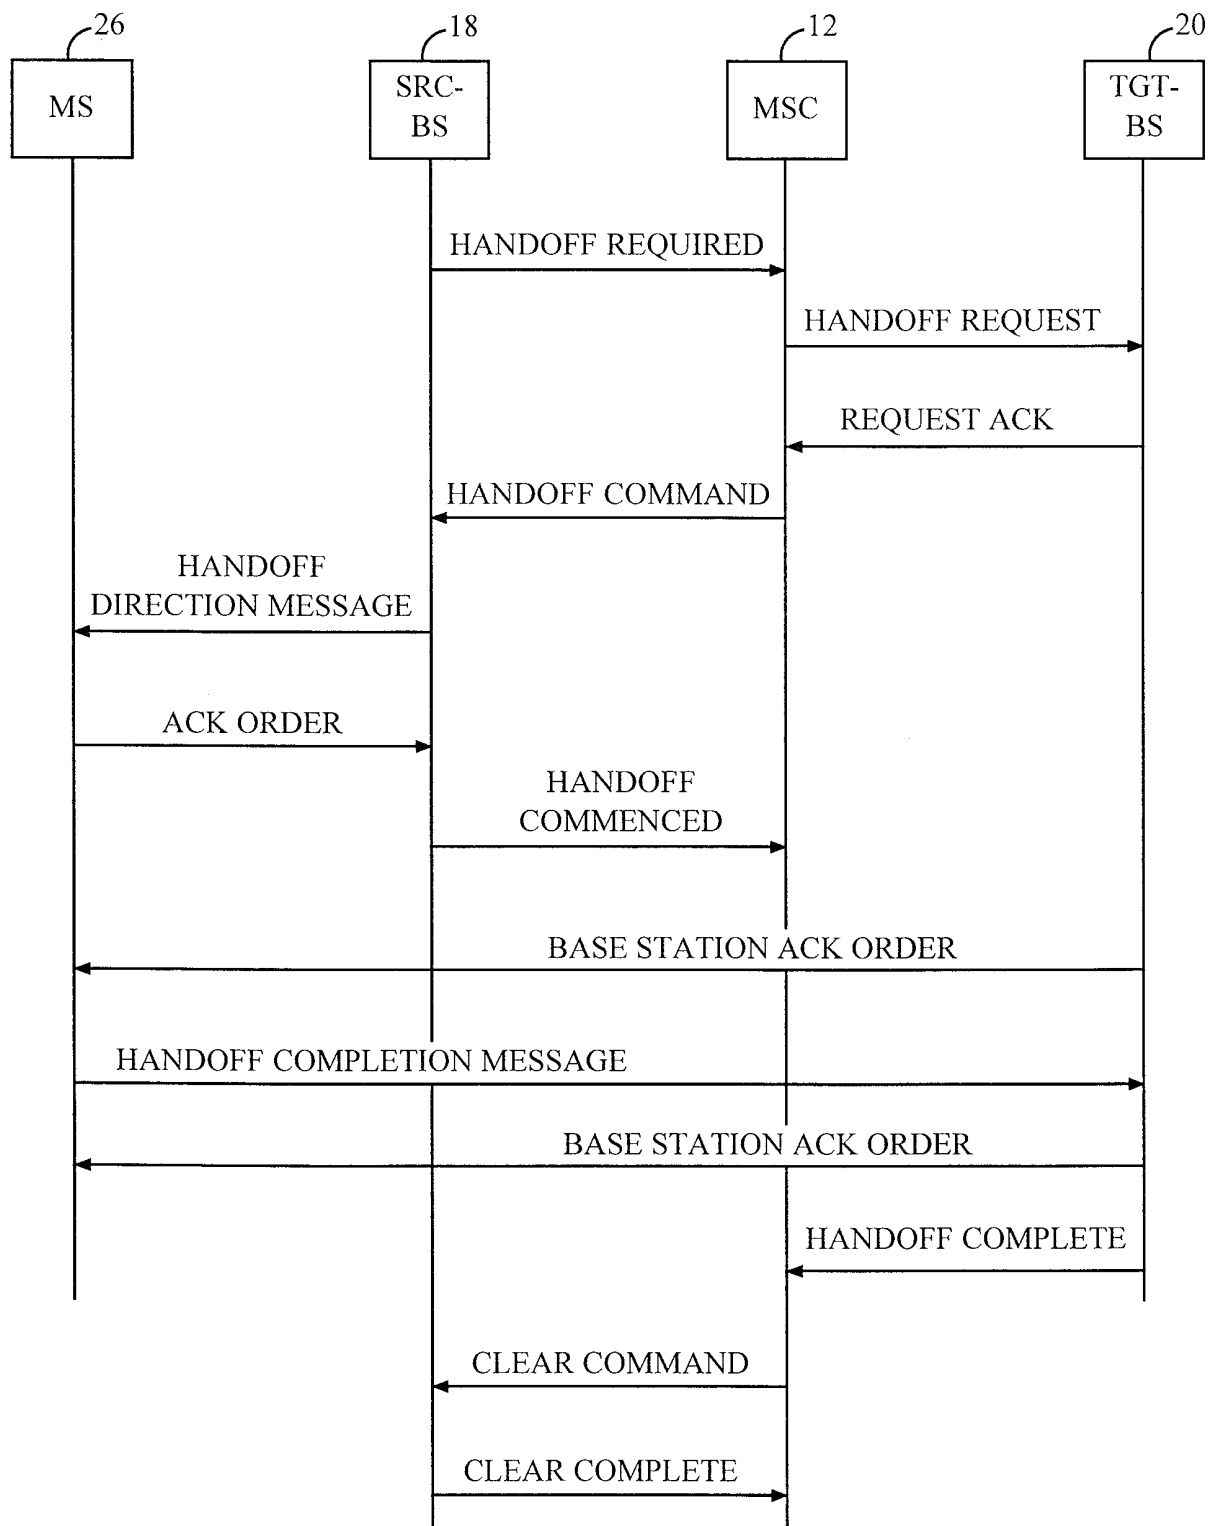 26
18
12
20
MS
SRC-
BS
MSC
TGT-
BS
HANDOFF REQUIRED
HANDOFF REQUEST
REQUEST ACK
HANDOFF COMMAND
HANDOFF
DIRECTION MESSAGE
ACK ORDER
HANDOFF
COMMENCED
BASE STATION ACK ORDER
HANDOFF COMPLETION MESSAGE
BASE STATION ACK ORDER
HANDOFF COMPLETE
CLEAR COMMAND
CLEAR COMPLETE